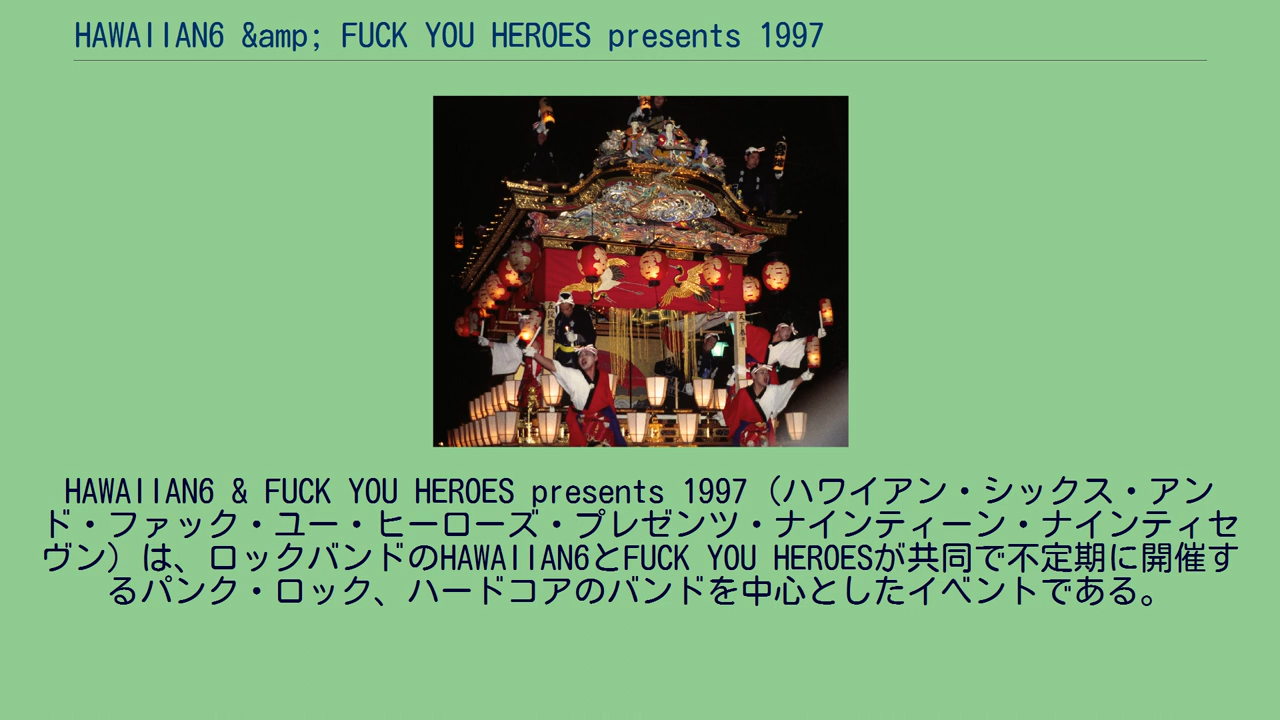 HAWAIIAN6 &amp; FUCK YOU HEROES presents 1997
HAWAIIAN6 & FUCK YOU HEROES presents 1997（ハワイアン・シックス・アン
ド・ファック・ユー・ヒーローズ・プレゼンツ・ナインティーン・ナインティセ
ヴン）は、ロックバンドのHAWAIIAN6とFUCK YOU HEROESが共同で不定期に開催す
るパンク・ロック、ハードコアのバンドを中心としたイベントである。